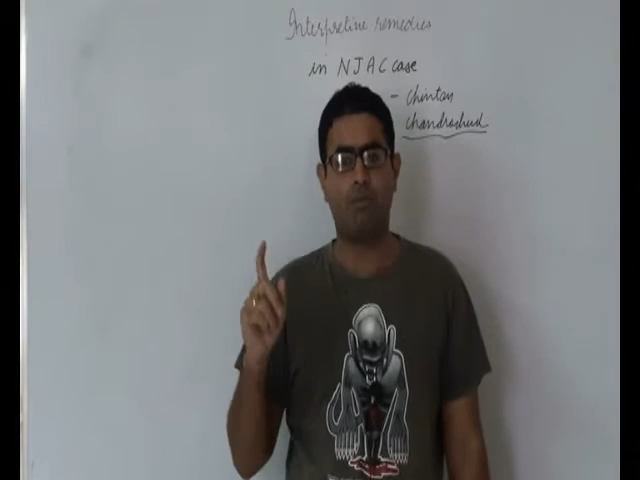 Interpretive remedies
in NJAC case
- Chintan
Chandrachud